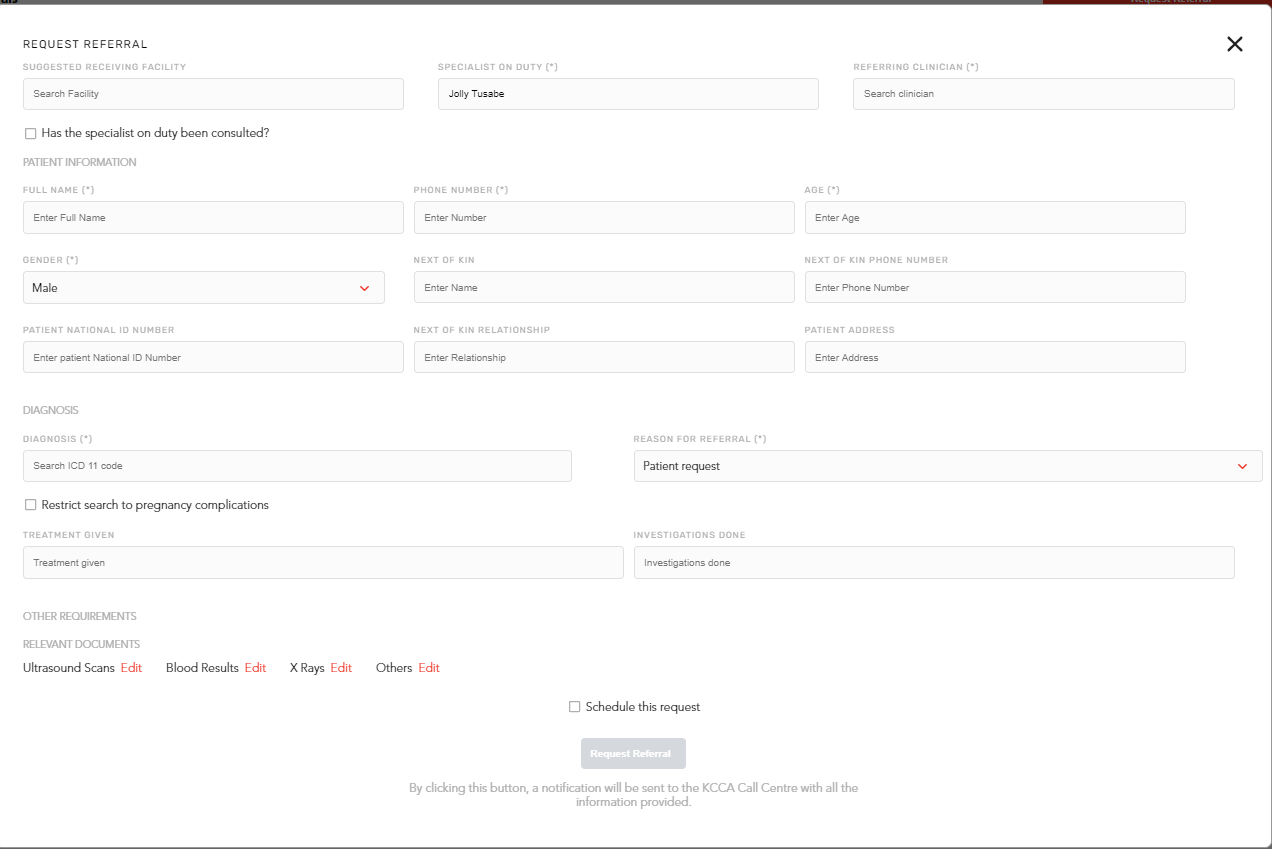 Request Referral
REQUEST REFERRAL
SUGGESTED RECEIVING FACILITY
SPECIALIST ON DUTY (*)
REFERRING CLINICIAN (*)
Search Facility
Jolly Tusabe
Search clinician
Has the specialist on duty been consulted?
PATIENT INFORMATION
FULL NAME (*)
PHONE NUMBER (*)
AGE (*)
Enter Full Name
Enter Number
Enter Age
GENDER (*)
NEXT OF KIN
NEXT OF KIN PHONE NUMBER
Male
Enter Name
Enter Phone Number
PATIENT NATIONAL ID NUMBER
NEXT OF KIN RELATIONSHIP
PATIENT ADDRESS
Enter patient National ID Number
Enter Relationship
Enter Address
DIAGNOSIS
DIAGNOSIS (*)
REASON FOR REFERRAL (*)
Search ICD 11 code
Patient request
Restrict search to pregnancy complications
TREATMENT GIVEN
INVESTIGATIONS DONE
Treatment given
Investigations done
OTHER REQUIREMENTS
RELEVANT DOCUMENTS
Ultrasound Scans Edit Blood Results Edit X Rays Edit Others Edit
Schedule this request
Request Referral
By clicking this button, a notification will be sent to the KCCA Call Centre with all the
information provided.